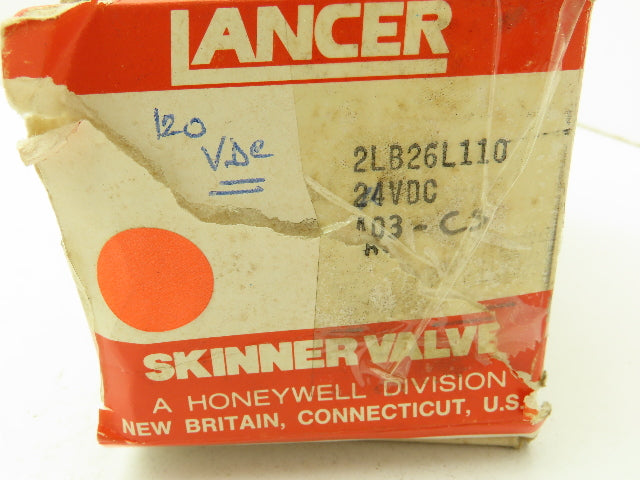 LANCER
120
VDC
2LB26L110
24VDC
SKINNER VALVE
A HONEYWELL DIVISION
NEW BRITAIN, CONNECTICUT, U.S.